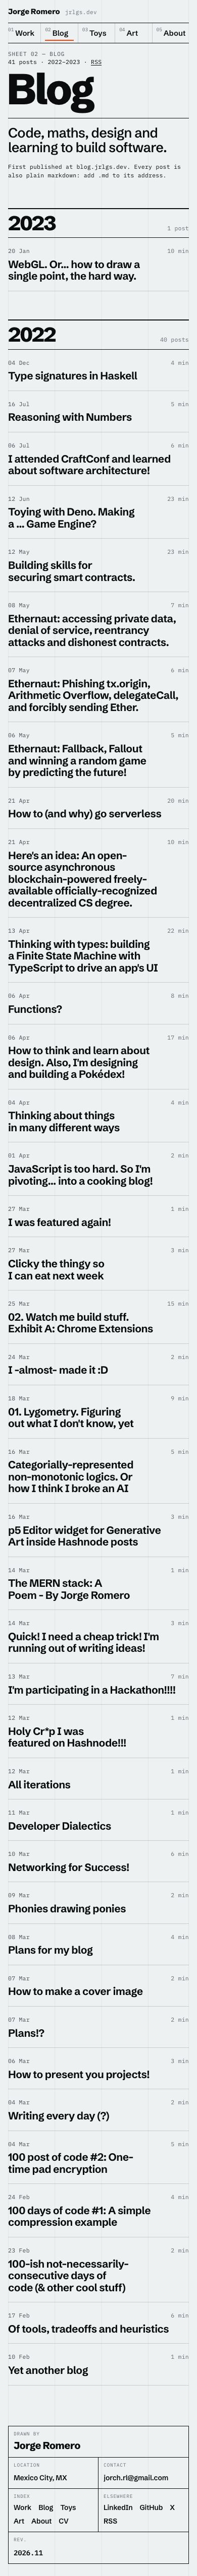 Jorge Romero jrlgs.dev
01 Work 02 Blog 03 Toys 04 Art 05 About
SHEET 02 — BLOG
41 posts · 2022–2023 · RSS
Blog
Code, maths, design and
learning to build software.
First published at blog.jrlgs.dev. Every post is
also plain markdown: add .md to its address.
2023 1 post
20 Jan 10 min
WebGL. Or... how to draw a
single point, the hard way.
2022 40 posts
04 Dec 4 min
Type signatures in Haskell
16 Jul 5 min
Reasoning with Numbers
06 Jul 6 min
I attended CraftConf and learned
about software architecture!
12 Jun 23 min
Toying with Deno. Making
a ... Game Engine?
12 May 23 min
Building skills for
securing smart contracts.
08 May 7 min
Ethernaut: accessing private data,
denial of service, reentrancy
attacks and dishonest contracts.
07 May 6 min
Ethernaut: Phishing tx.origin,
Arithmetic Overflow, delegateCall,
and forcibly sending Ether.
06 May 5 min
Ethernaut: Fallback, Fallout
and winning a random game
by predicting the future!
21 Apr 20 min
How to (and why) go serverless
21 Apr 10 min
Here's an idea: An open-
source asynchronous
blockchain-powered freely-
available officially-recognized
decentralized CS degree.
13 Apr 22 min
Thinking with types: building
a Finite State Machine with
TypeScript to drive an app's UI
06 Apr 8 min
Functions?
06 Apr 17 min
How to think and learn about
design. Also, I'm designing
and building a Pokédex!
04 Apr 4 min
Thinking about things
in many different ways
01 Apr 2 min
JavaScript is too hard. So I'm
pivoting... into a cooking blog!
27 Mar 1 min
I was featured again!
27 Mar 3 min
Clicky the thingy so
I can eat next week
25 Mar 15 min
02. Watch me build stuff.
Exhibit A: Chrome Extensions
24 Mar 2 min
I -almost- made it :D
18 Mar 9 min
01. Lygometry. Figuring
out what I don't know, yet
16 Mar 5 min
Categorially-represented
non-monotonic logics. Or
how I think I broke an AI
16 Mar 3 min
p5 Editor widget for Generative
Art inside Hashnode posts
14 Mar 1 min
The MERN stack: A
Poem - By Jorge Romero
14 Mar 3 min
Quick! I need a cheap trick! I'm
running out of writing ideas!
13 Mar 7 min
I'm participating in a Hackathon!!!!
12 Mar 1 min
Holy Cr*p I was
featured on Hashnode!!!
12 Mar 1 min
All iterations
11 Mar 1 min
Developer Dialectics
10 Mar 6 min
Networking for Success!
09 Mar 2 min
Phonies drawing ponies
08 Mar 4 min
Plans for my blog
07 Mar 2 min
How to make a cover image
07 Mar 2 min
Plans!?
06 Mar 3 min
How to present you projects!
04 Mar 2 min
Writing every day (?)
04 Mar 5 min
100 post of code #2: One-
time pad encryption
24 Feb 4 min
100 days of code #1: A simple
compression example
23 Feb 2 min
100-ish not-necessarily-
consecutive days of
code (& other cool stuff)
17 Feb 6 min
Of tools, tradeoffs and heuristics
10 Feb 1 min
Yet another blog
DRAWN BY
Jorge Romero
LOCATION CONTACT
Mexico City, MX jorch.rl@gmail.com
INDEX ELSEWHERE
Work Blog Toys LinkedIn GitHub X
Art About CV RSS
REV.
2026.11